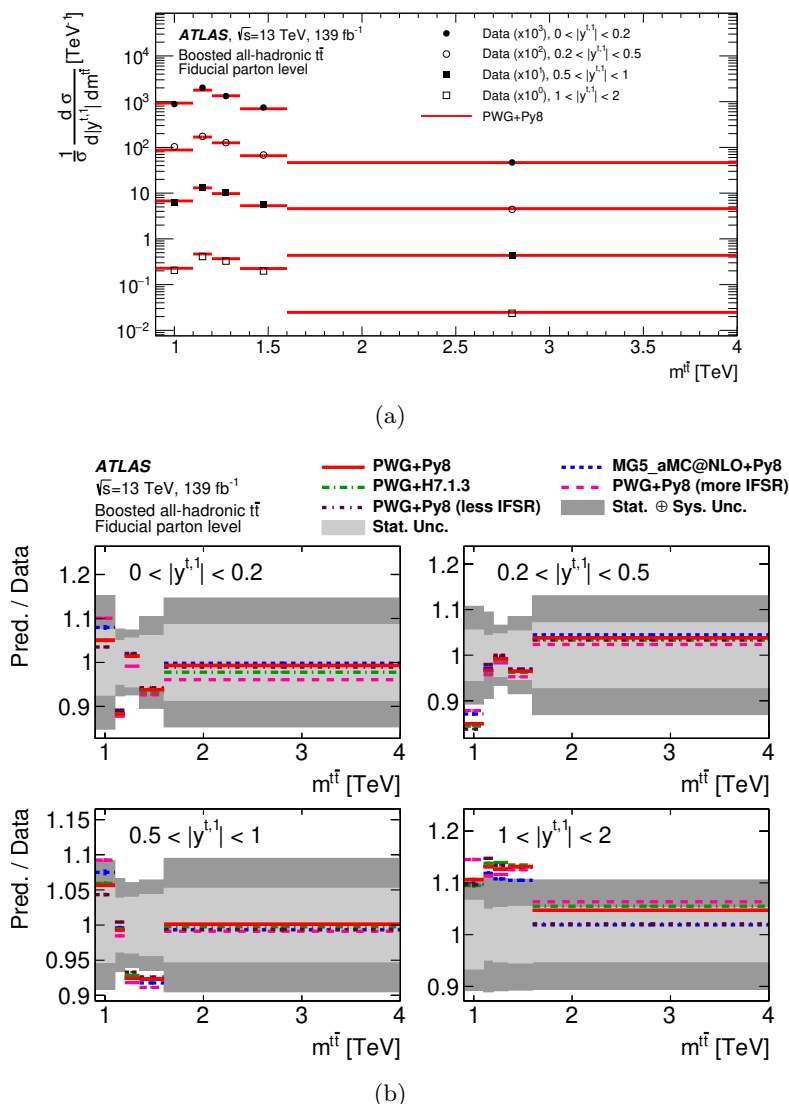 ATLAS, √s=13 TeV, 139 fb⁻¹
Boosted all-hadronic tt̄
Fiducial parton level
Data (x10³), 0 < |y^{t,1}| < 0.2
Data (x10²), 0.2 < |y^{t,1}| < 0.5
Data (x10¹), 0.5 < |y^{t,1}| < 1
Data (x10⁰), 1 < |y^{t,1}| < 2
PWG+Py8
1/σ d σ / d|y^{t,1}| dm^{tt̄} [TeV⁻¹]
10⁴
10³
10²
10
1
10⁻¹
10⁻²
1 1.5 2 2.5 3 3.5 4
m^{tt̄} [TeV]
(a)
ATLAS
√s=13 TeV, 139 fb⁻¹
Boosted all-hadronic tt̄
Fiducial parton level
PWG+Py8
MG5_aMC@NLO+Py8
PWG+H7.1.3
PWG+Py8 (more IFSR)
PWG+Py8 (less IFSR)
Stat. ⊕ Sys. Unc.
Stat. Unc.
Pred. / Data
0 < |y^{t,1}| < 0.2
1.2
1.1
1
0.9
1 2 3 4
m^{tt̄} [TeV]
0.2 < |y^{t,1}| < 0.5
1.2
1.1
1
0.9
1 2 3 4
m^{tt̄} [TeV]
Pred. / Data
0.5 < |y^{t,1}| < 1
1.15
1.1
1.05
1
0.95
0.9
1 2 3 4
m^{tt̄} [TeV]
1 < |y^{t,1}| < 2
1.2
1.1
1
0.9
1 2 3 4
m^{tt̄} [TeV]
(b)